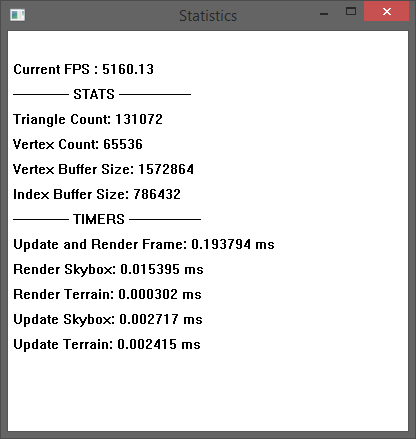 Statistics
Current FPS : 5160.13
———— STATS —————
Triangle Count: 131072
Vertex Count: 65536
Vertex Buffer Size: 1572864
Index Buffer Size: 786432
———— TIMERS —————
Update and Render Frame: 0.193794 ms
Render Skybox: 0.015395 ms
Render Terrain: 0.000302 ms
Update Skybox: 0.002717 ms
Update Terrain: 0.002415 ms